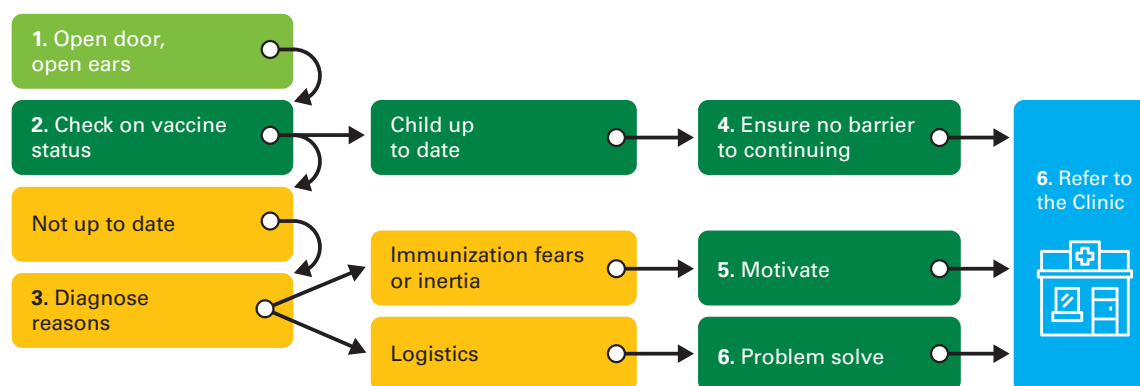 1. Open door,
open ears
2. Check on vaccine
status
Child up
to date
4. Ensure no barrier
to continuing
6. Refer to
the Clinic
Not up to date
3. Diagnose
reasons
Immunization fears
or inertia
5. Motivate
Logistics
6. Problem solve